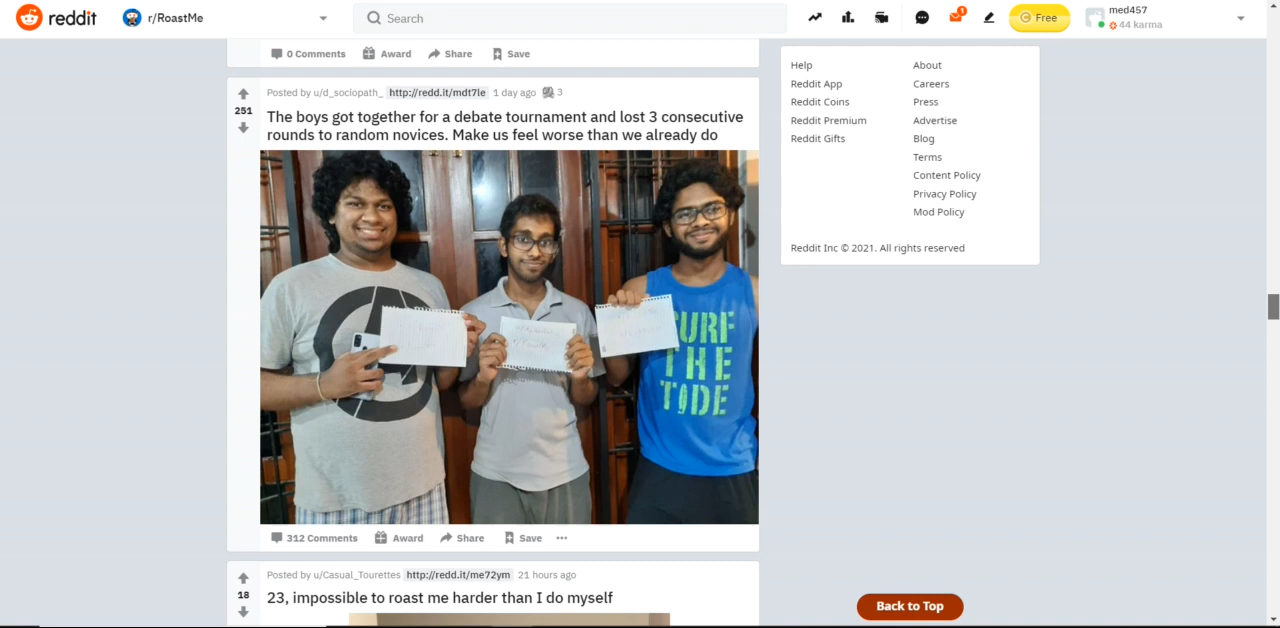 reddit
r/RoastMe
Search
1
Free
med457
44 karma
0 Comments
Award
Share
Save
251
Posted by u/d_sociopath_ http://redd.it/mdt7le 1 day ago 3
The boys got together for a debate tournament and lost 3 consecutive
rounds to random novices. Make us feel worse than we already do
SURF
THE
TIDE
312 Comments
Award
Share
Save
18
Posted by u/Casual_Tourettes http://redd.it/me72ym 21 hours ago
23, impossible to roast me harder than I do myself
Help
Reddit App
Reddit Coins
Reddit Premium
Reddit Gifts
About
Careers
Press
Advertise
Blog
Terms
Content Policy
Privacy Policy
Mod Policy
Reddit Inc © 2021. All rights reserved
Back to Top